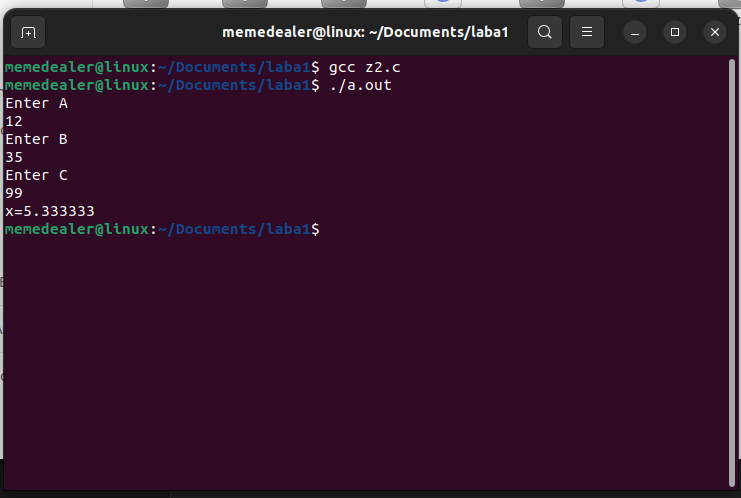 memedealer@linux: ~/Documents/laba1
memedealer@linux:~/Documents/laba1$ gcc z2.c
memedealer@linux:~/Documents/laba1$ ./a.out
Enter A
12
Enter B
35
Enter C
99
x=5.333333
memedealer@linux:~/Documents/laba1$